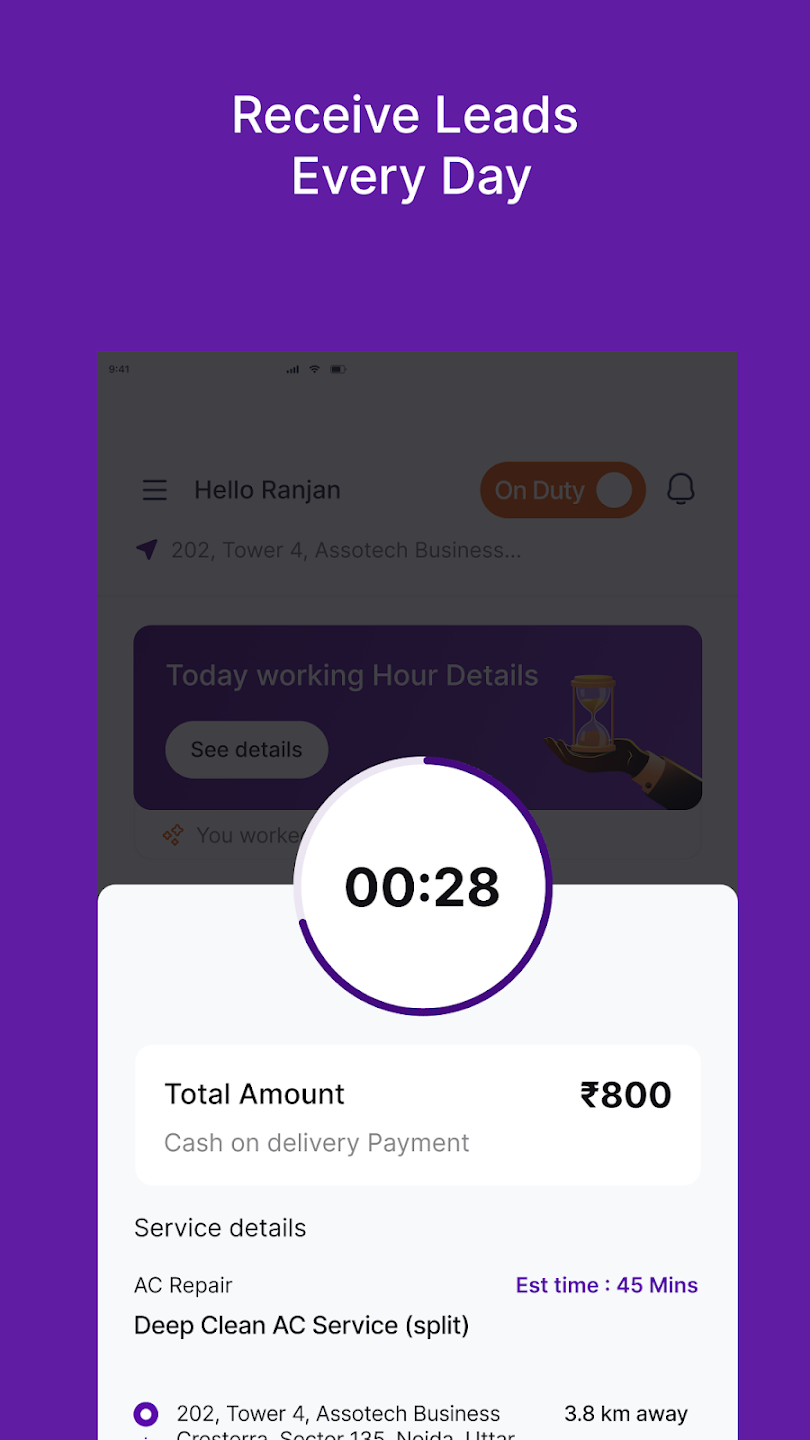 Receive Leads
Every Day
9:41
Hello Ranjan
On Duty
202, Tower 4, Assotech Business...
Today working Hour Details
See details
You worke
00:28
Total Amount
₹800
Cash on delivery Payment
Service details
AC Repair
Est time : 45 Mins
Deep Clean AC Service (split)
202, Tower 4, Assotech Business
3.8 km away
Cresterra, Sector 135, Noida, Uttar